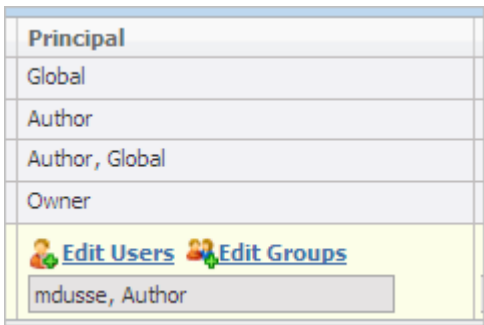 Principal
Global
Author
Author, Global
Owner
Edit Users Edit Groups
mdusse, Author